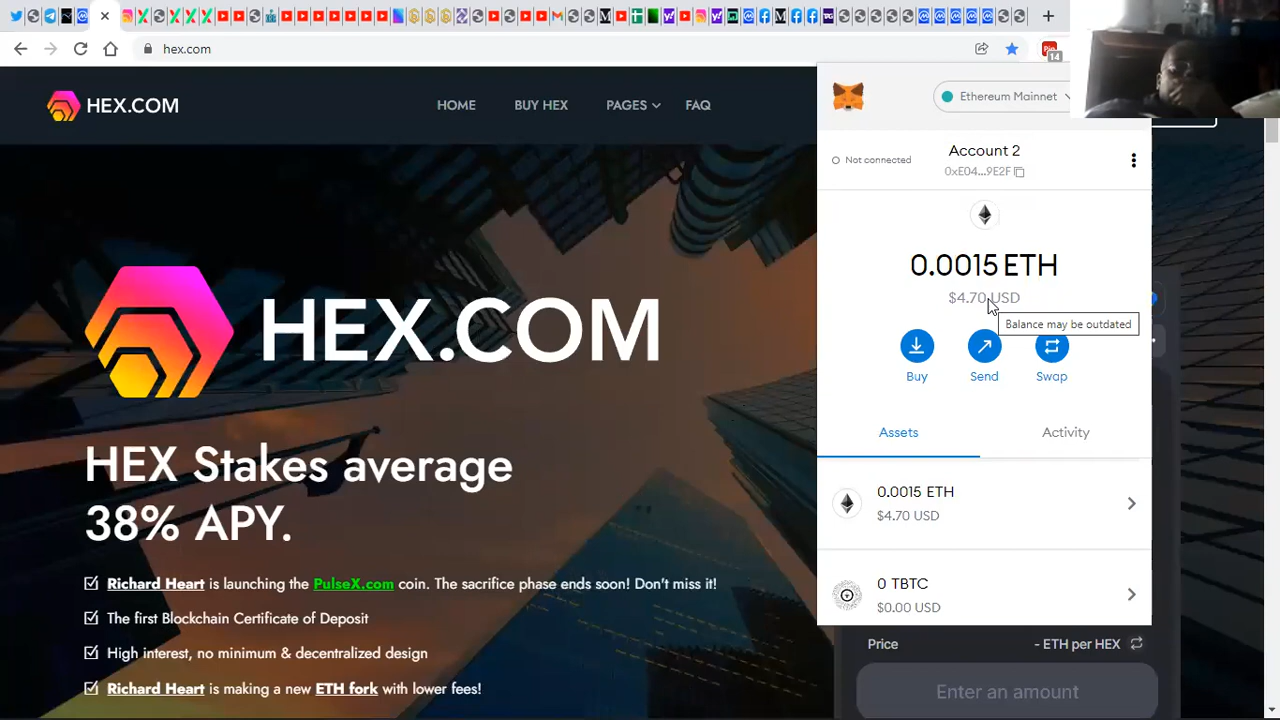 hex.com
14
HEX.COM
HOME
BUY HEX
PAGES
FAQ
Ethereum Mainnet
Not connected
Account 2
0xE04...9E2F
0.0015 ETH
$4.70 USD
Balance may be outdated
Buy
Send
Swap
Assets
Activity
0.0015 ETH
$4.70 USD
0 TBTC
$0.00 USD
HEX.COM
HEX Stakes average
38% APY.
Richard Heart is launching the PulseX.com coin. The sacrifice phase ends soon! Don't miss it!
The first Blockchain Certificate of Deposit
High interest, no minimum & decentralized design
Richard Heart is making a new ETH fork with lower fees!
Price
- ETH per HEX
Enter an amount